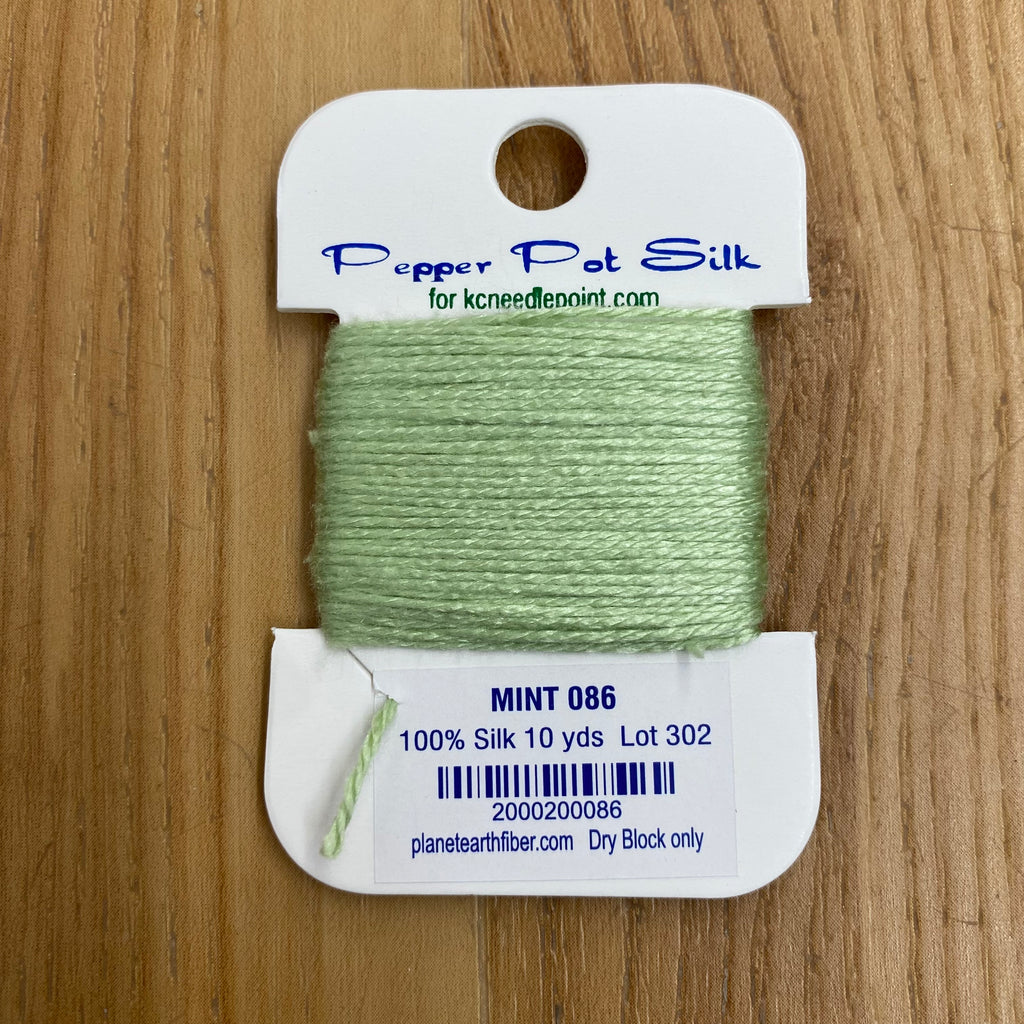 Pepper Pot Silk
for kcneedlepoint.com
MINT 086
100% Silk 10 yds Lot 302
2000200086
planetearthfiber.com Dry Block only